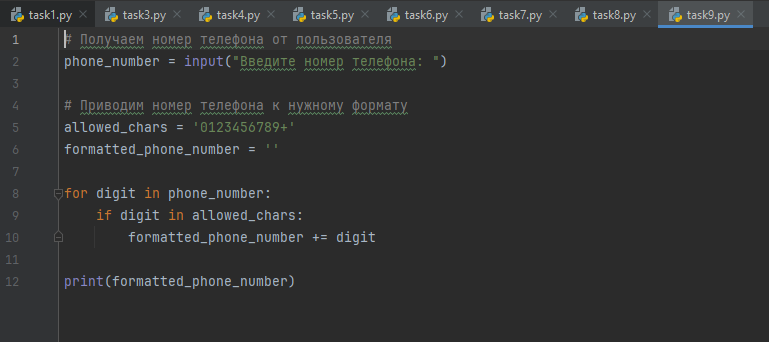 task1.py task3.py task4.py task5.py task6.py task7.py task8.py task9.py
1 # Получаем номер телефона от пользователя
2 phone_number = input("Введите номер телефона: ")
3
4 # Приводим номер телефона к нужному формату
5 allowed_chars = '0123456789+'
6 formatted_phone_number = ''
7
8 for digit in phone_number:
9     if digit in allowed_chars:
10         formatted_phone_number += digit
11
12 print(formatted_phone_number)